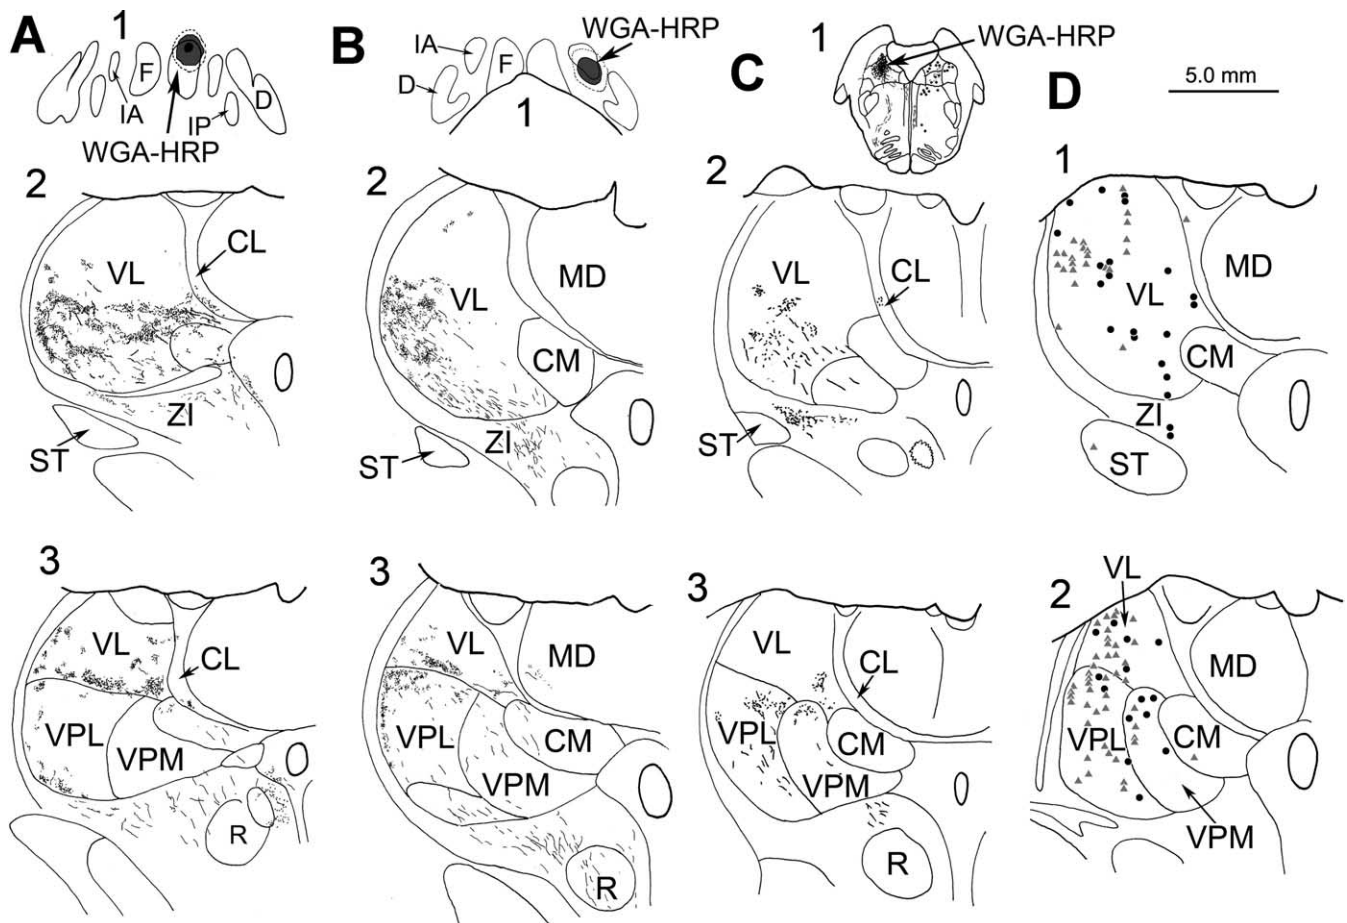 A
1
F
IA
IP
D
WGA-HRP
2
VL
CL
ZI
ST
3
VL
CL
VPL
VPM
R
B
WGA-HRP
IA
F
D
1
2
VL
MD
CM
ZI
ST
3
VL
MD
VPL
CM
VPM
R
C
1
WGA-HRP
2
VL
CL
ST
3
VL
CL
VPL
CM
VPM
R
D
5.0 mm
1
VL
MD
CM
ZI
ST
2
VL
MD
VPL
CM
VPM